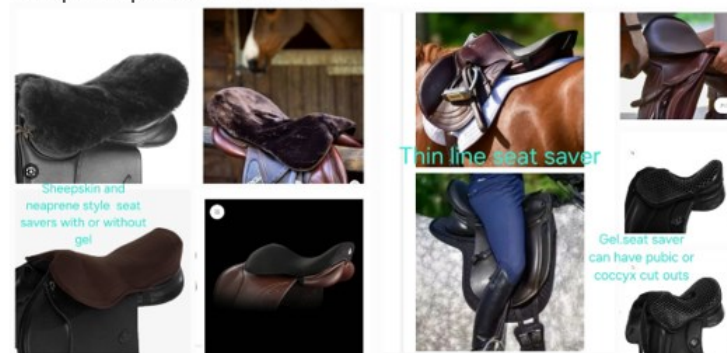 Sheepskin and
neaprene style seat
savers with or without
gel
Thin line seat saver
Gel.seat saver
can have pubic or
coccyx cut outs